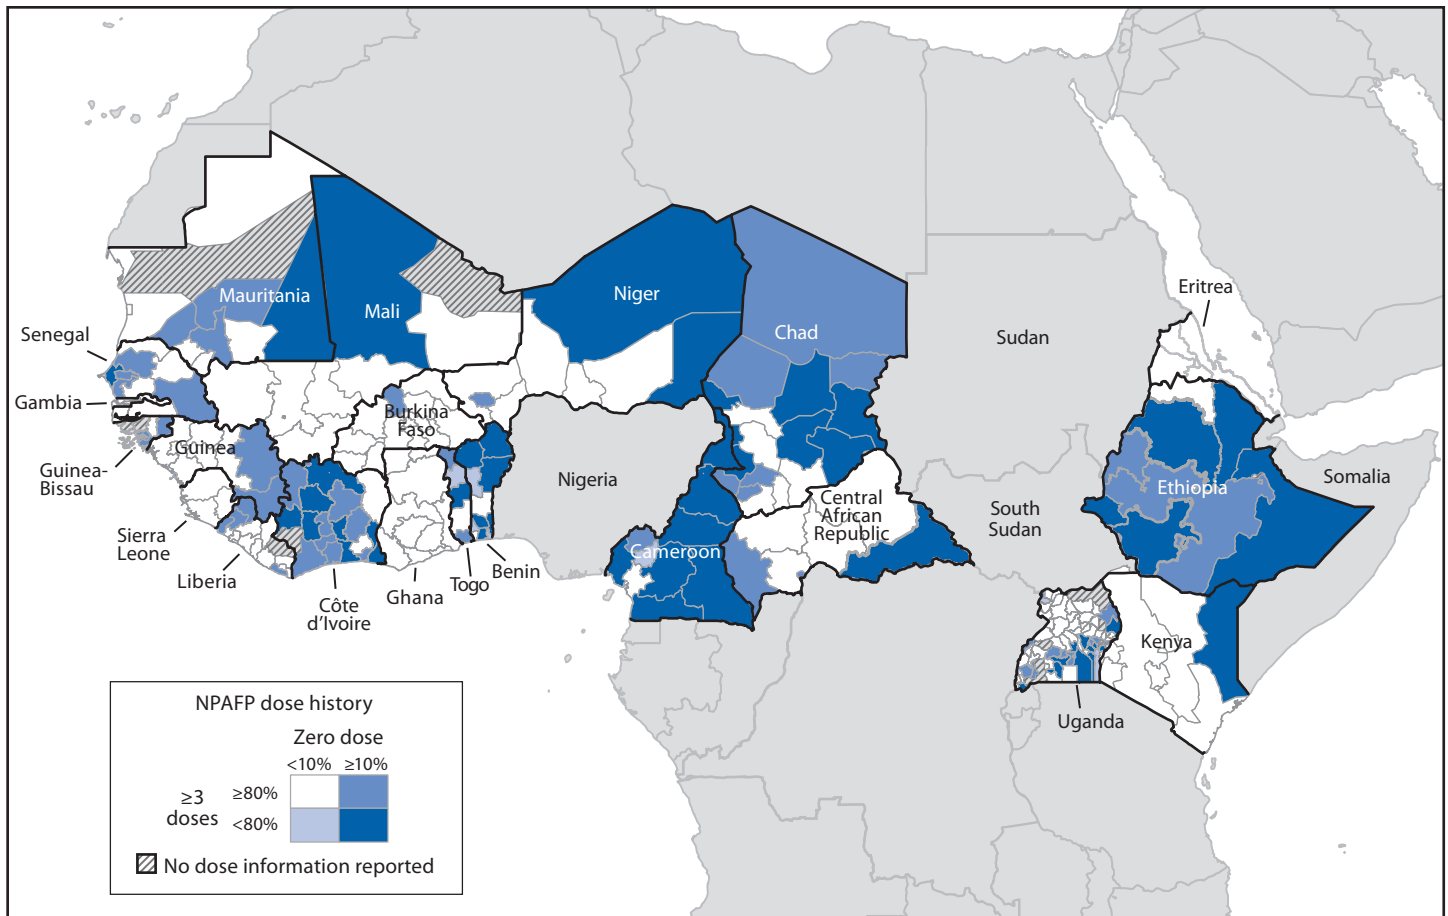 Eritrea
Mauritania
Mali
Niger
Chad
Sudan
Senegal
Gambia
Burkina
Faso
Guinea
Guinea-
Bissau
Nigeria
Somalia
Ethiopia
Central
African
Republic
South
Sudan
Sierra
Leone
Liberia
Cameroon
Benin
Togo
Ghana
Côte
d’Ivoire
Kenya
Uganda
NPAFP dose history
Zero dose
<10% ≥10%
≥3
doses
≥80%
<80%
No dose information reported